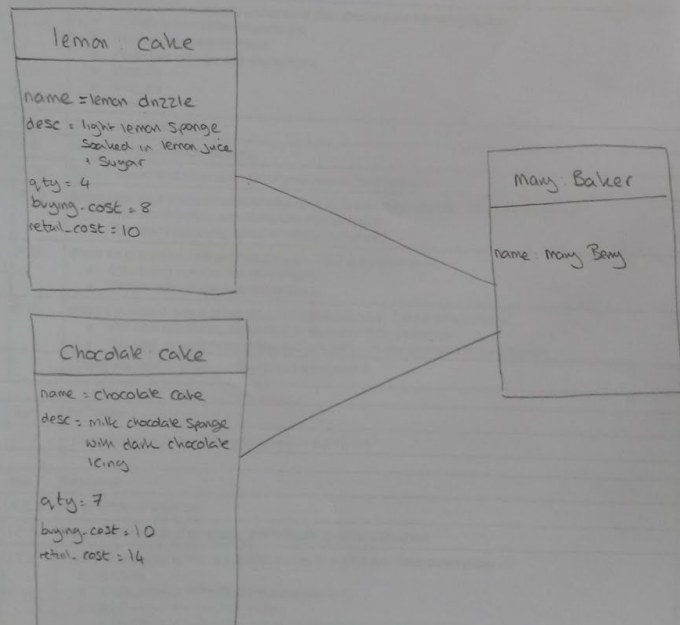 lemon : cake
name = lemon drizzle
desc = light lemon sponge
soaked in lemon juice
+ sugar
qty = 4
buying_cost = 8
retail_cost = 10
Mary : Baker
name : Mary Berry
Chocolate cake
name = chocolate cake
desc = milk chocolate sponge
with dark chocolate
icing
qty = 7
buying_cost = 10
retail_cost = 14